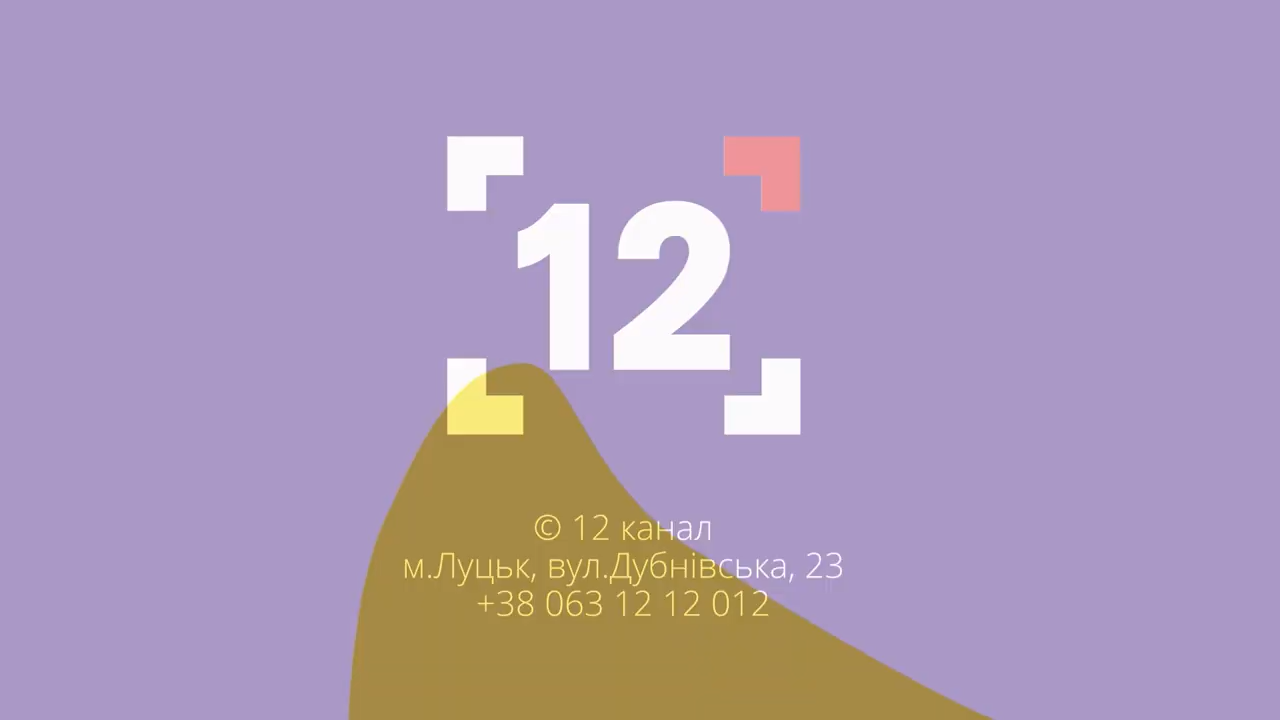 12
© 12 канал
м.Луцьк, вул.Дубнівська, 23
+38 063 12 12 012